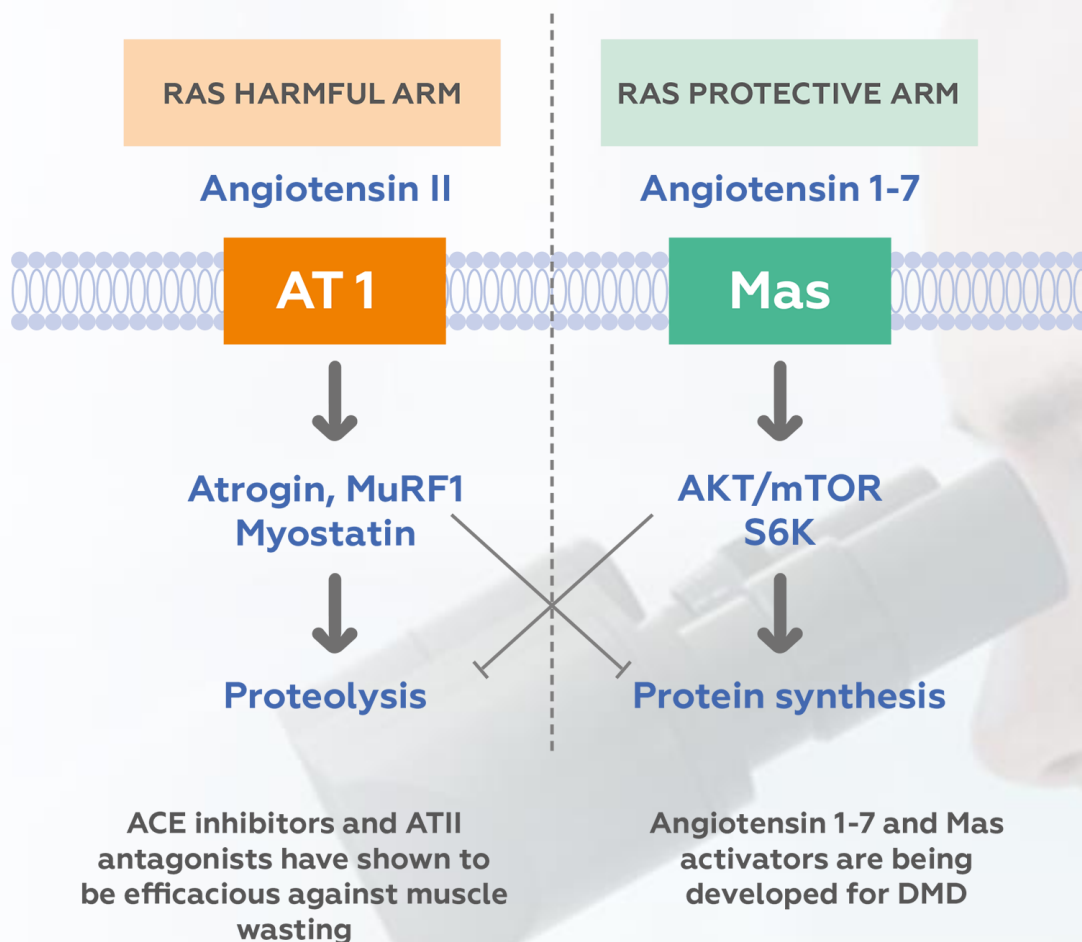 RAS HARMFUL ARM
Angiotensin II
AT 1
Atrogin, MuRF1
Myostatin
Proteolysis
ACE inhibitors and ATII
antagonists have shown to
be efficacious against muscle
wasting
RAS PROTECTIVE ARM
Angiotensin 1-7
Mas
AKT/mTOR
S6K
Protein synthesis
Angiotensin 1-7 and Mas
activators are being
developed for DMD